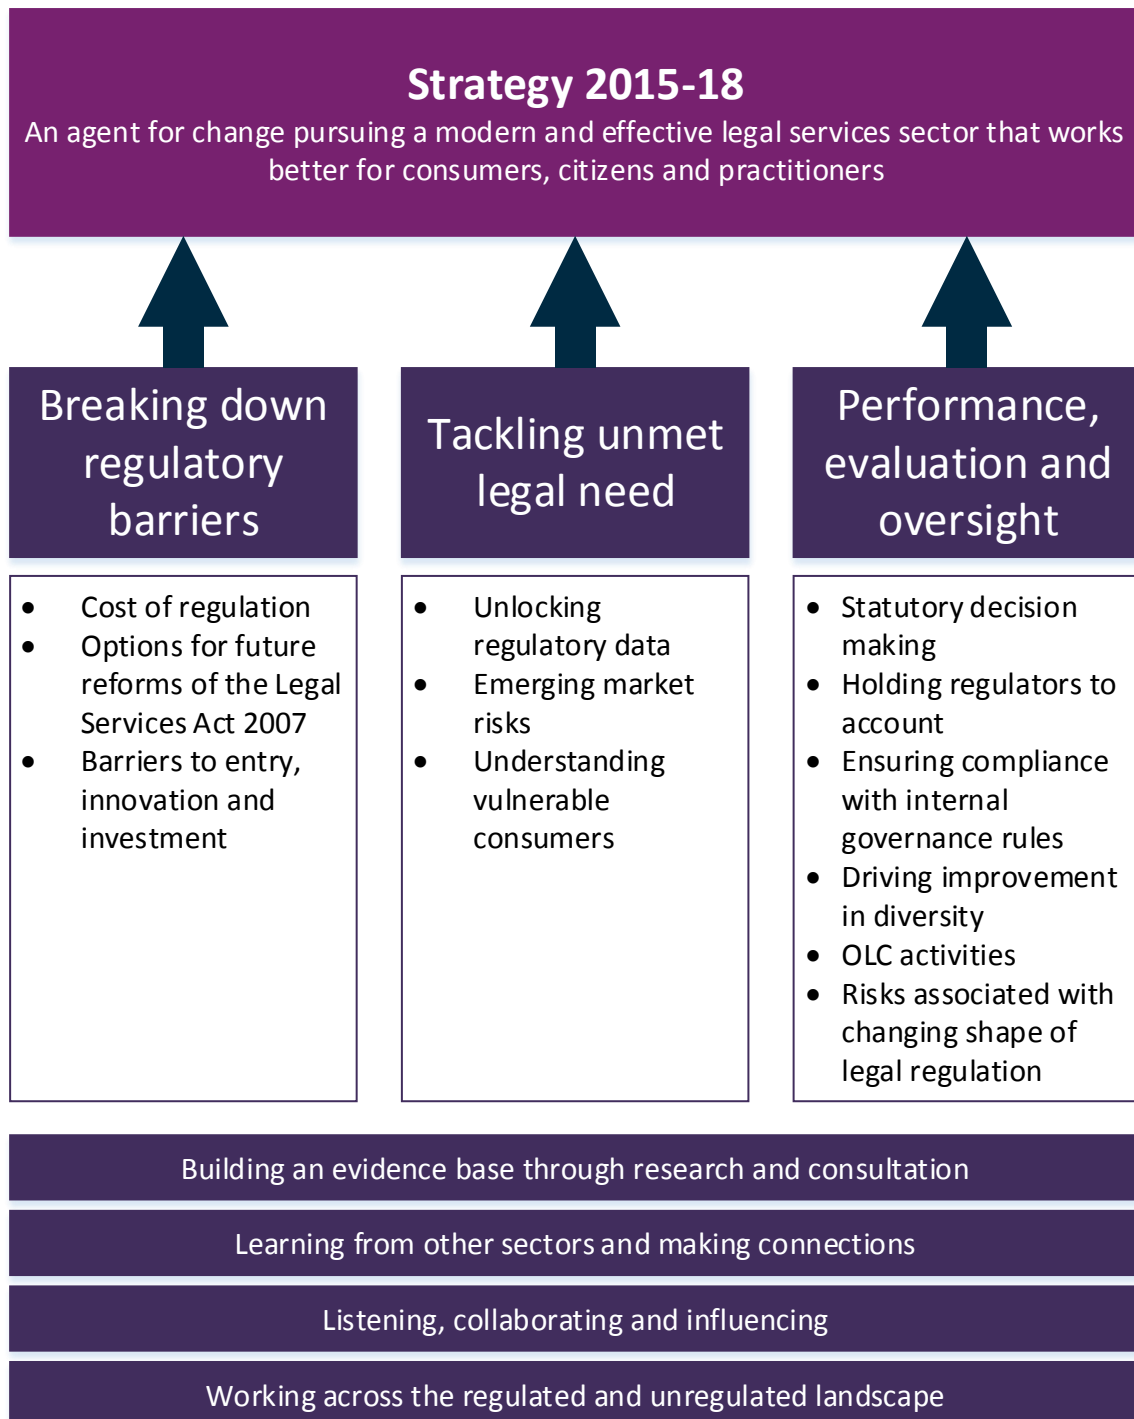 Strategy 2015-18
An agent for change pursuing a modern and effective legal services sector that works
better for consumers, citizens and practitioners
Breaking down
regulatory
barriers
• Cost of regulation
• Options for future
reforms of the Legal
Services Act 2007
• Barriers to entry,
innovation and
investment
Tackling unmet
legal need
• Unlocking
regulatory data
• Emerging market
risks
• Understanding
vulnerable
consumers
Performance,
evaluation and
oversight
• Statutory decision
making
• Holding regulators to
account
• Ensuring compliance
with internal
governance rules
• Driving improvement
in diversity
• OLC activities
• Risks associated with
changing shape of
legal regulation
Building an evidence base through research and consultation
Learning from other sectors and making connections
Listening, collaborating and influencing
Working across the regulated and unregulated landscape